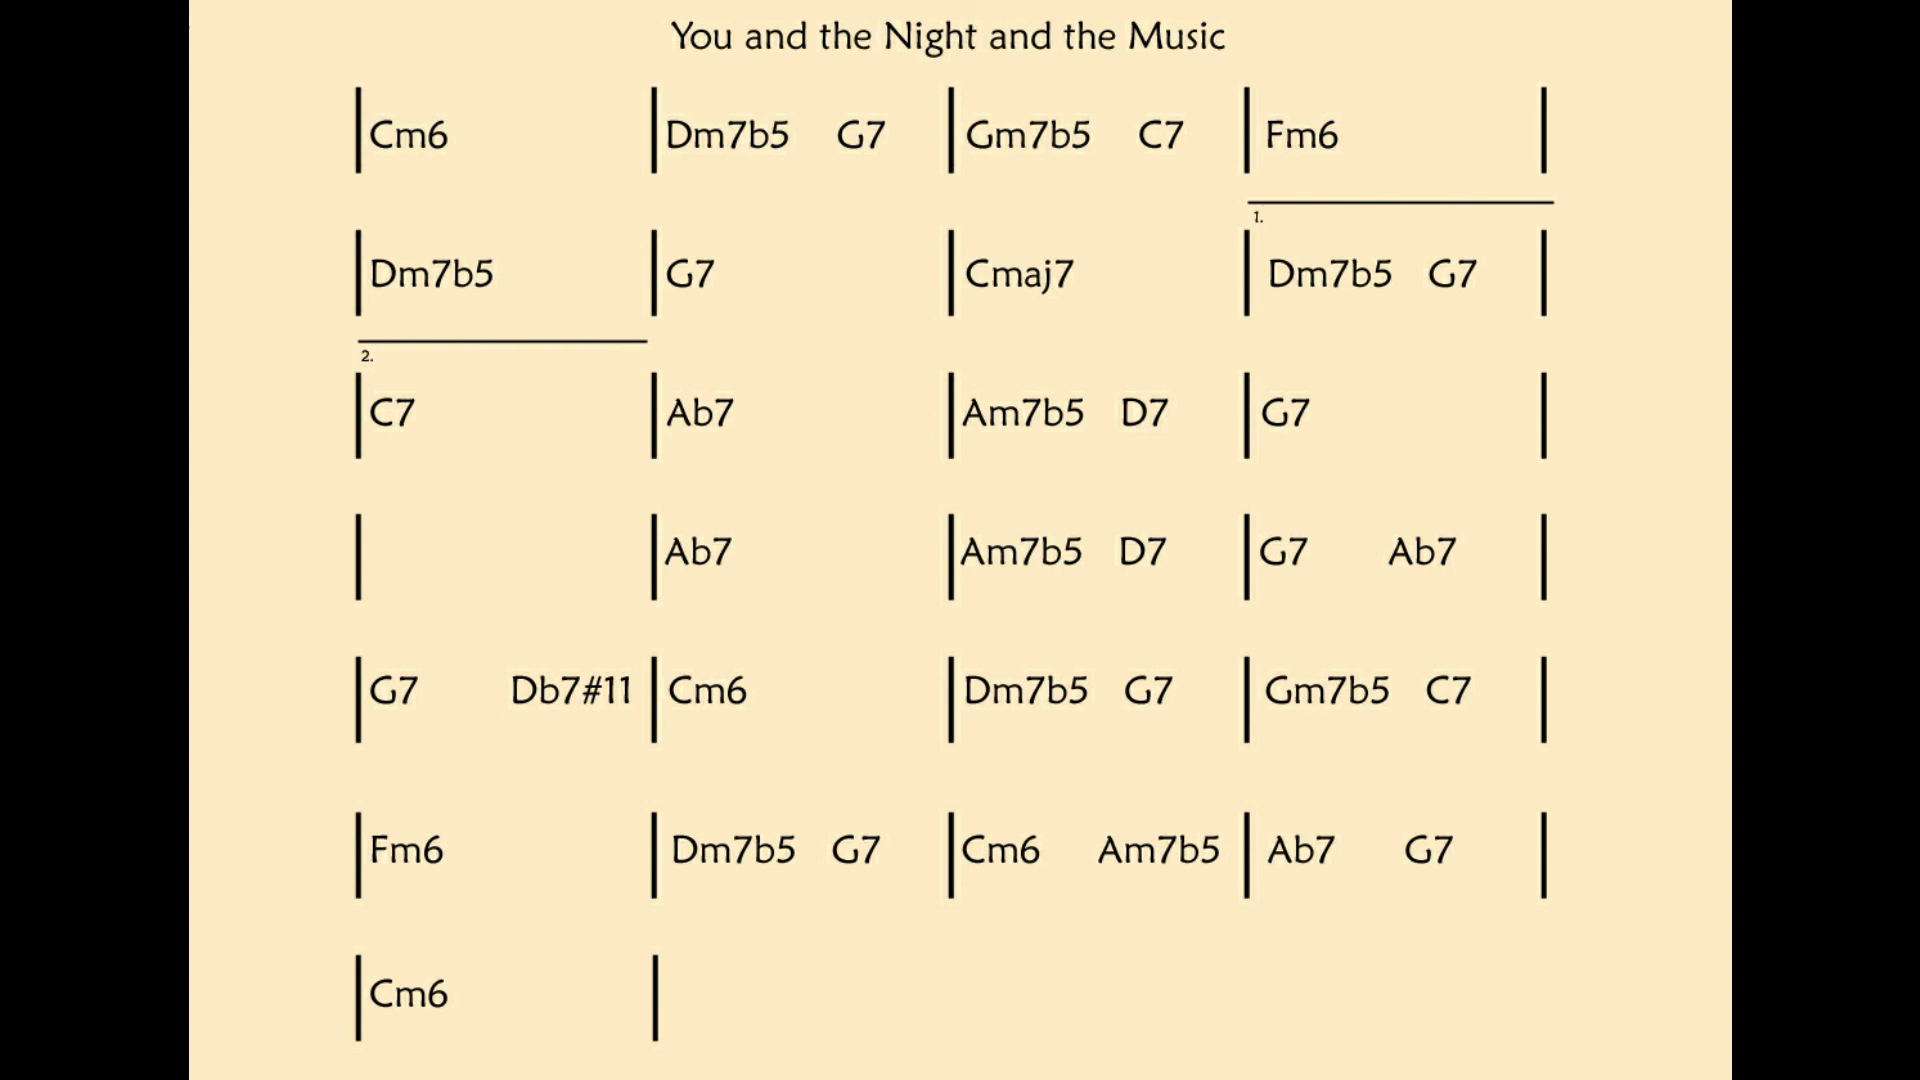 You and the Night and the Music
Cm6 Dm7b5 G7 Gm7b5 C7 Fm6
1.
Dm7b5 G7 Cmaj7 Dm7b5 G7
2.
C7 Ab7 Am7b5 D7 G7
Ab7 Am7b5 D7 G7 Ab7
G7 Db7#11 Cm6 Dm7b5 G7 Gm7b5 C7
Fm6 Dm7b5 G7 Cm6 Am7b5 Ab7 G7
Cm6